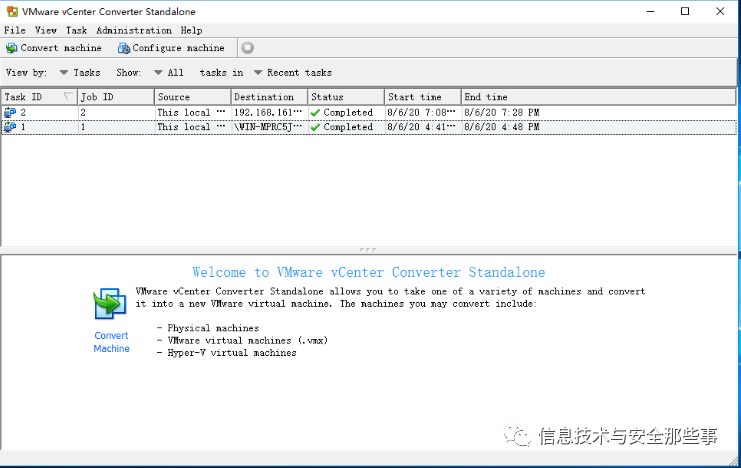 VMware vCenter Converter Standalone
File View Task Administration Help
Convert machine Configure machine
View by: Tasks Show: All tasks in Recent tasks
Task ID Job ID Source Destination Status Start time End time
2 2 This local ··· 192.168.161··· Completed 8/6/20 7:08··· 8/6/20 7:28 PM
1 1 This local ··· \WIN-MPRC5J··· Completed 8/6/20 4:41··· 8/6/20 4:48 PM
Welcome to VMware vCenter Converter Standalone
VMware vCenter Converter Standalone allows you to take one of a variety of machines and convert
it into a new VMware virtual machine. The machines you may convert include:
- Physical machines
- VMware virtual machines (.vmx)
- Hyper-V virtual machines
Convert
Machine
信息技术与安全那些事